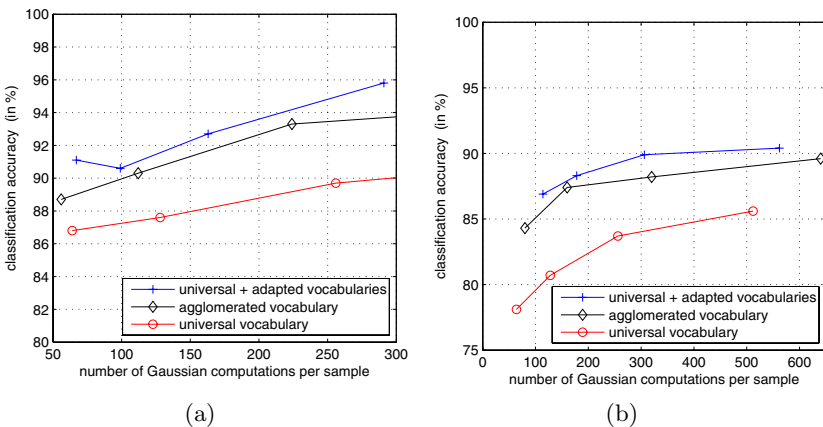 100
98
96
94
92
90
88
86
84
82
80
50 100 150 200 250 300
classification accuracy (in %)
number of Gaussian computations per sample
universal + adapted vocabularies
agglomerated vocabulary
universal vocabulary
(a)
100
95
90
85
80
75
0 100 200 300 400 500 600
classification accuracy (in %)
number of Gaussian computations per sample
universal + adapted vocabularies
agglomerated vocabulary
universal vocabulary
(b)